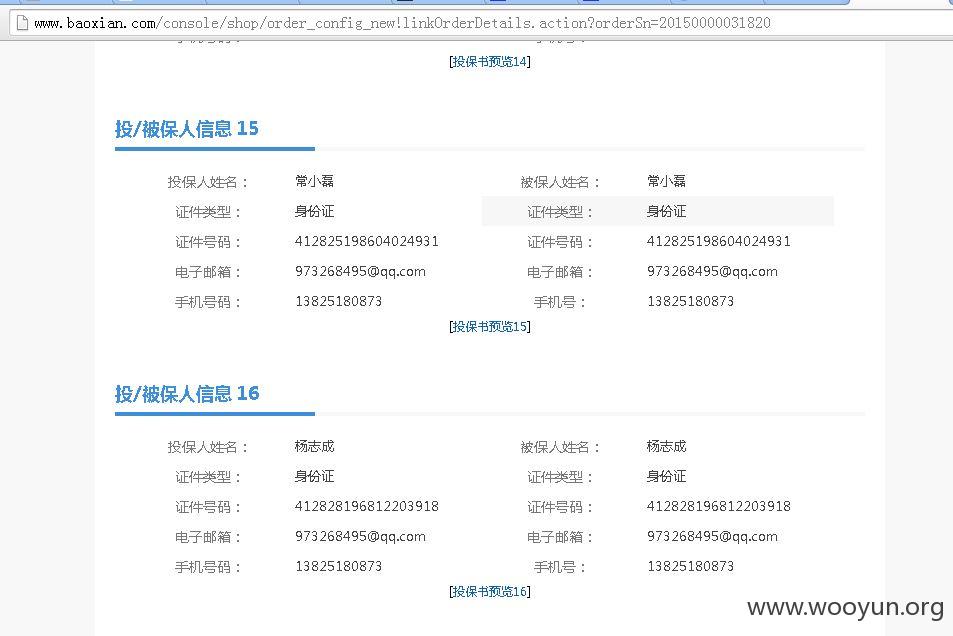 www.baoxian.com/console/shop/order_config_new!linkOrderDetails.action?orderSn=20150000031820
[投保书预览14]
投/被保人信息 15
投保人姓名： 常小磊 被保人姓名： 常小磊
证件类型： 身份证 证件类型： 身份证
证件号码： 412825198604024931 证件号码： 412825198604024931
电子邮箱： 973268495@qq.com 电子邮箱： 973268495@qq.com
手机号码： 13825180873 手机号： 13825180873
[投保书预览15]
投/被保人信息 16
投保人姓名： 杨志成 被保人姓名： 杨志成
证件类型： 身份证 证件类型： 身份证
证件号码： 412828196812203918 证件号码： 412828196812203918
电子邮箱： 973268495@qq.com 电子邮箱： 973268495@qq.com
手机号码： 13825180873 手机号： 13825180873
[投保书预览16]
www.wooyun.org